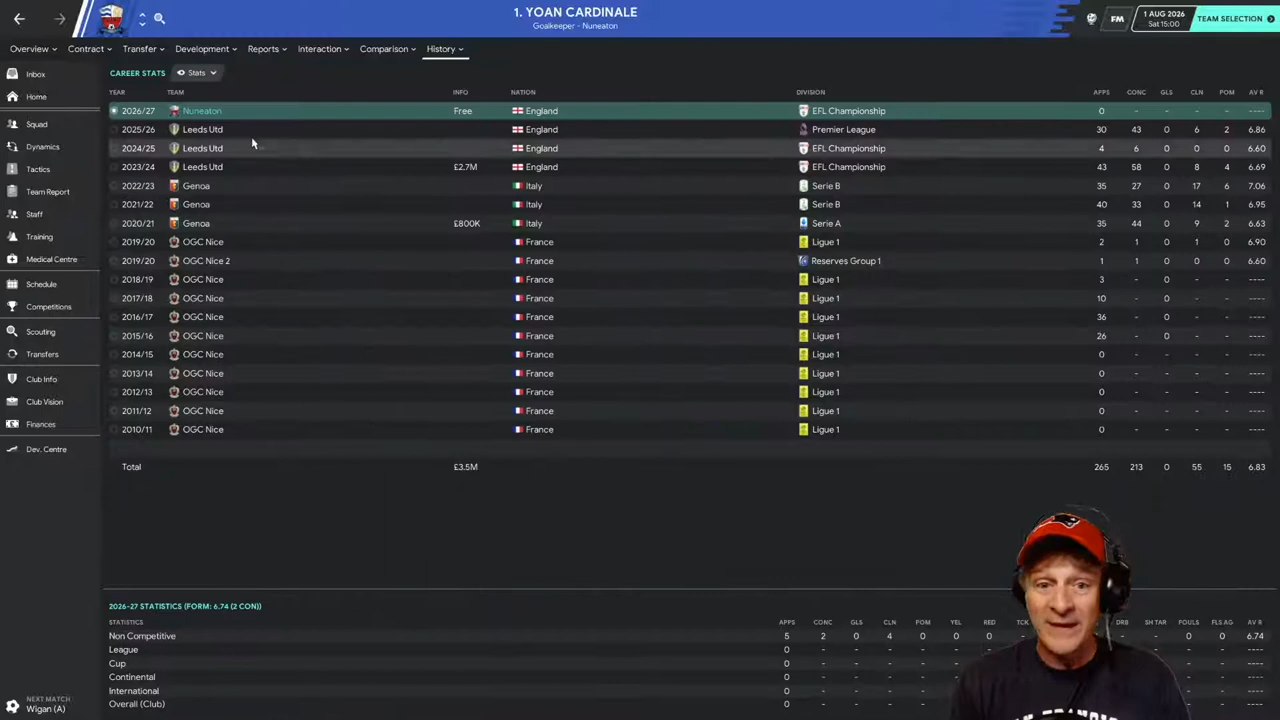 1. YOAN CARDINALE
Goalkeeper - Nuneaton
FM
1 AUG 2026
Sat 15:00
TEAM SELECTION
Overview Contract Transfer Development Reports Interaction Comparison History
Inbox
Home
Squad
Dynamics
Tactics
Team Report
Staff
Training
Medical Centre
Schedule
Competitions
Scouting
Transfers
Club Info
Club Vision
Finances
Dev. Centre
NEXT MATCH
Wigan (A)
CAREER STATS Stats
YEAR TEAM INFO NATION DIVISION APPS CONC GLS CLN POM AV R
2026/27 Nuneaton Free England EFL Championship 0 - 0 - - ----
2025/26 Leeds Utd England Premier League 30 43 0 6 2 6.86
2024/25 Leeds Utd England EFL Championship 4 6 0 0 0 6.60
2023/24 Leeds Utd £2.7M England EFL Championship 43 58 0 8 4 6.69
2022/23 Genoa Italy Serie B 35 27 0 17 6 7.06
2021/22 Genoa Italy Serie B 40 33 0 14 1 6.95
2020/21 Genoa £800K Italy Serie A 35 44 0 9 2 6.63
2019/20 OGC Nice France Ligue 1 2 1 0 1 0 6.90
2019/20 OGC Nice 2 France Reserves Group 1 1 1 0 0 0 6.60
2018/19 OGC Nice France Ligue 1 3 - 0 - - ----
2017/18 OGC Nice France Ligue 1 10 - 0 - - ----
2016/17 OGC Nice France Ligue 1 36 - 0 - - ----
2015/16 OGC Nice France Ligue 1 26 - 0 - - ----
2014/15 OGC Nice France Ligue 1 0 - - - - ----
2013/14 OGC Nice France Ligue 1 0 - - - - ----
2012/13 OGC Nice France Ligue 1 0 - - - - ----
2011/12 OGC Nice France Ligue 1 0 - - - - ----
2010/11 OGC Nice France Ligue 1 0 - - - - ----
Total £3.5M 265 213 0 55 15 6.83
2026-27 STATISTICS (FORM: 6.74 (2 CON))
STATISTICS APPS CONC GLS CLN POM YEL RED TCK DRB SH TAR FOULS FLS AG AV R
Non Competitive 5 2 0 4 0 0 0 - - - 0 0 6.74
League 0 - - - - - - - - - - ----
Cup 0 - - - - - - - - - - ----
Continental 0 - - - - - - - - - - ----
International 0 - - - - - - - - - - ----
Overall (Club) 0 - - - - - - - - - - ----